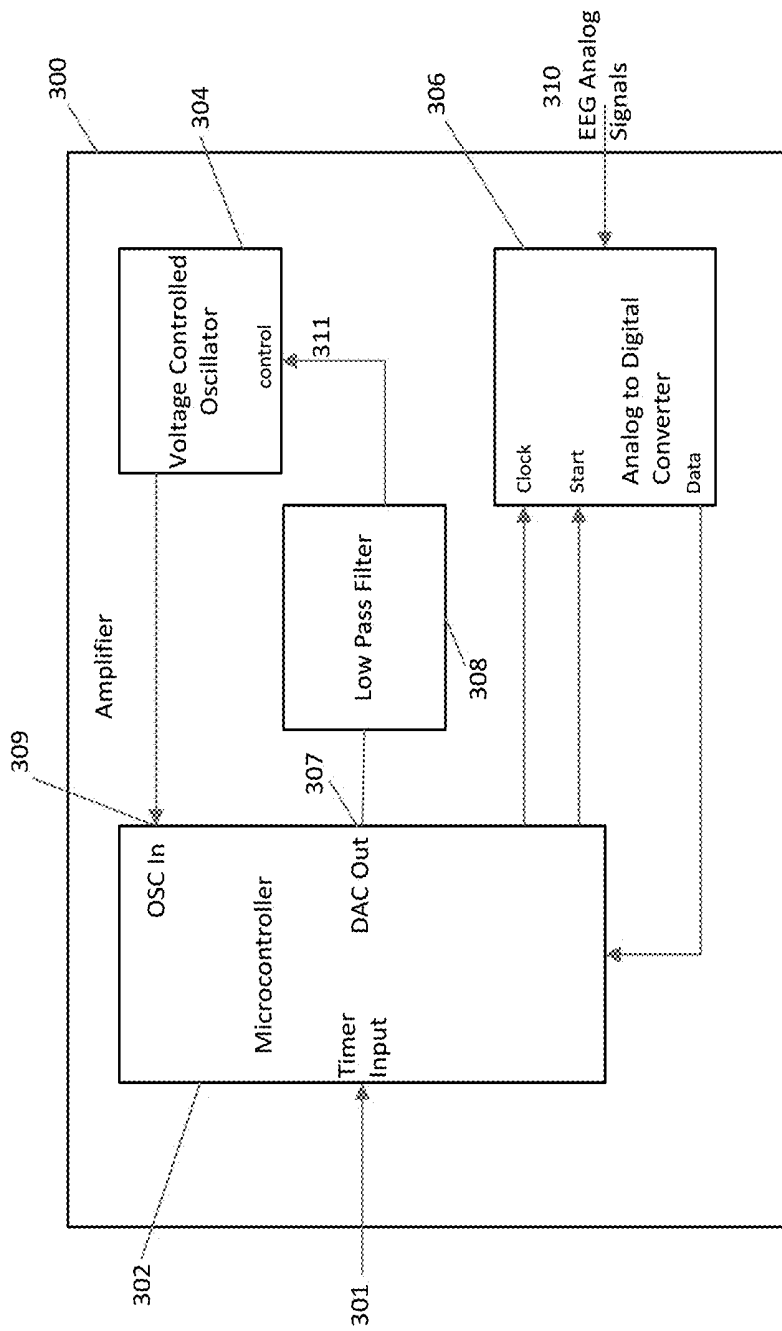 300
Amplifier
309
304
OSC In
Voltage Controlled
Oscillator
control
302
Microcontroller
311
Timer
Input
301
DAC Out
307
Low Pass Filter
308
306
Clock
Start
Analog to Digital
Converter
Data
310
EEG Analog
Signals